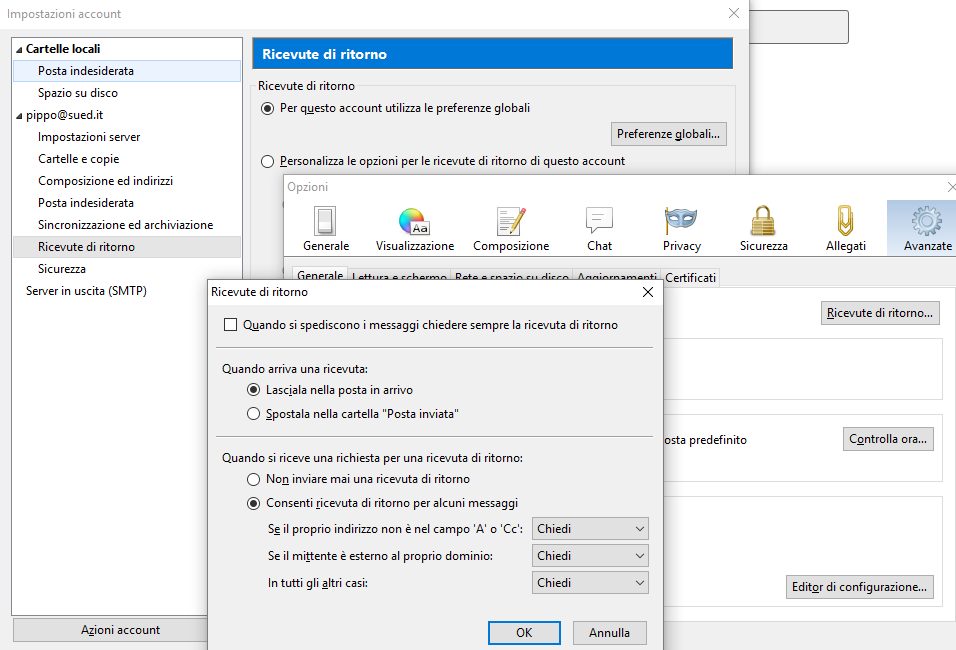 Impostazioni account
Cartelle locali
Posta indesiderata
Spazio su disco
pippo@sued.it
Impostazioni server
Cartelle e copie
Composizione ed indirizzi
Posta indesiderata
Sincronizzazione ed archiviazione
Ricevute di ritorno
Sicurezza
Server in uscita (SMTP)
Azioni account
Ricevute di ritorno
Ricevute di ritorno
Per questo account utilizza le preferenze globali
Preferenze globali...
Personalizza le opzioni per le ricevute di ritorno di questo account
Opzioni
Generale Visualizzazione Composizione Chat Privacy Sicurezza Allegati Avanzate
Generale Lettura e schermo Rete e spazio su disco Aggiornamenti Certificati
Ricevute di ritorno...
osta predefinito
Controlla ora...
Editor di configurazione...
Ricevute di ritorno
Quando si spediscono i messaggi chiedere sempre la ricevuta di ritorno
Quando arriva una ricevuta:
Lasciala nella posta in arrivo
Spostala nella cartella "Posta inviata"
Quando si riceve una richiesta per una ricevuta di ritorno:
Non inviare mai una ricevuta di ritorno
Consenti ricevuta di ritorno per alcuni messaggi
Se il proprio indirizzo non è nel campo 'A' o 'Cc': Chiedi
Se il mittente è esterno al proprio dominio: Chiedi
In tutti gli altri casi: Chiedi
OK Annulla